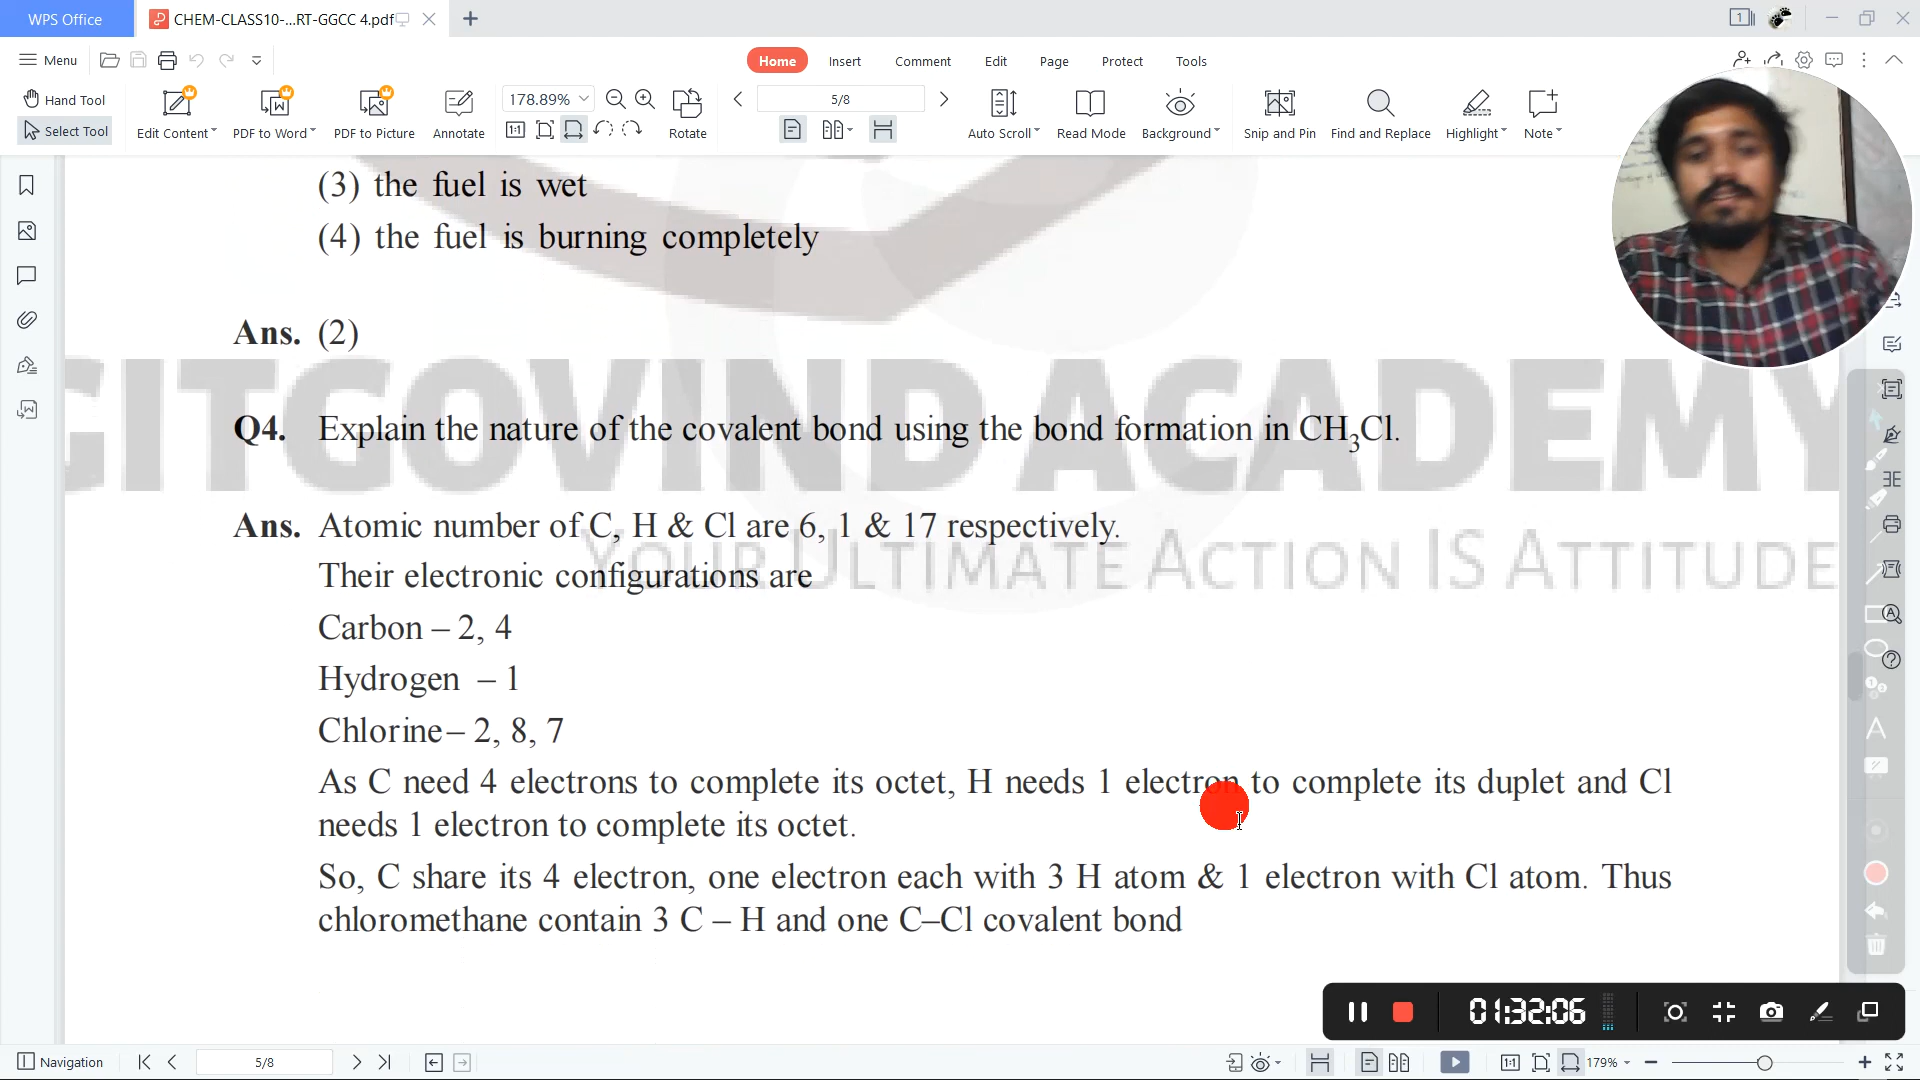 WPS Office
CHEM-CLASS10-...RT-GGCC 4.pdf
Menu
Home Insert Comment Edit Page Protect Tools
Hand Tool
Select Tool
Edit Content
PDF to Word
PDF to Picture
Annotate
178.89%
Rotate
5/8
Auto Scroll
Read Mode
Background
Snip and Pin
Find and Replace
Highlight
Note
(3) the fuel is wet
(4) the fuel is burning completely
Ans. (2)
GITGOVIND ACADEMY
Q4. Explain the nature of the covalent bond using the bond formation in CH3Cl.
YOUR ULTIMATE ACTION IS ATTITUDE
Ans. Atomic number of C, H & Cl are 6, 1 & 17 respectively.
Their electronic configurations are
Carbon – 2, 4
Hydrogen – 1
Chlorine – 2, 8, 7
As C need 4 electrons to complete its octet, H needs 1 electron to complete its duplet and Cl
needs 1 electron to complete its octet.
So, C share its 4 electron, one electron each with 3 H atom & 1 electron with Cl atom. Thus
chloromethane contain 3 C – H and one C–Cl covalent bond
01:32:06
Navigation
5/8
179%